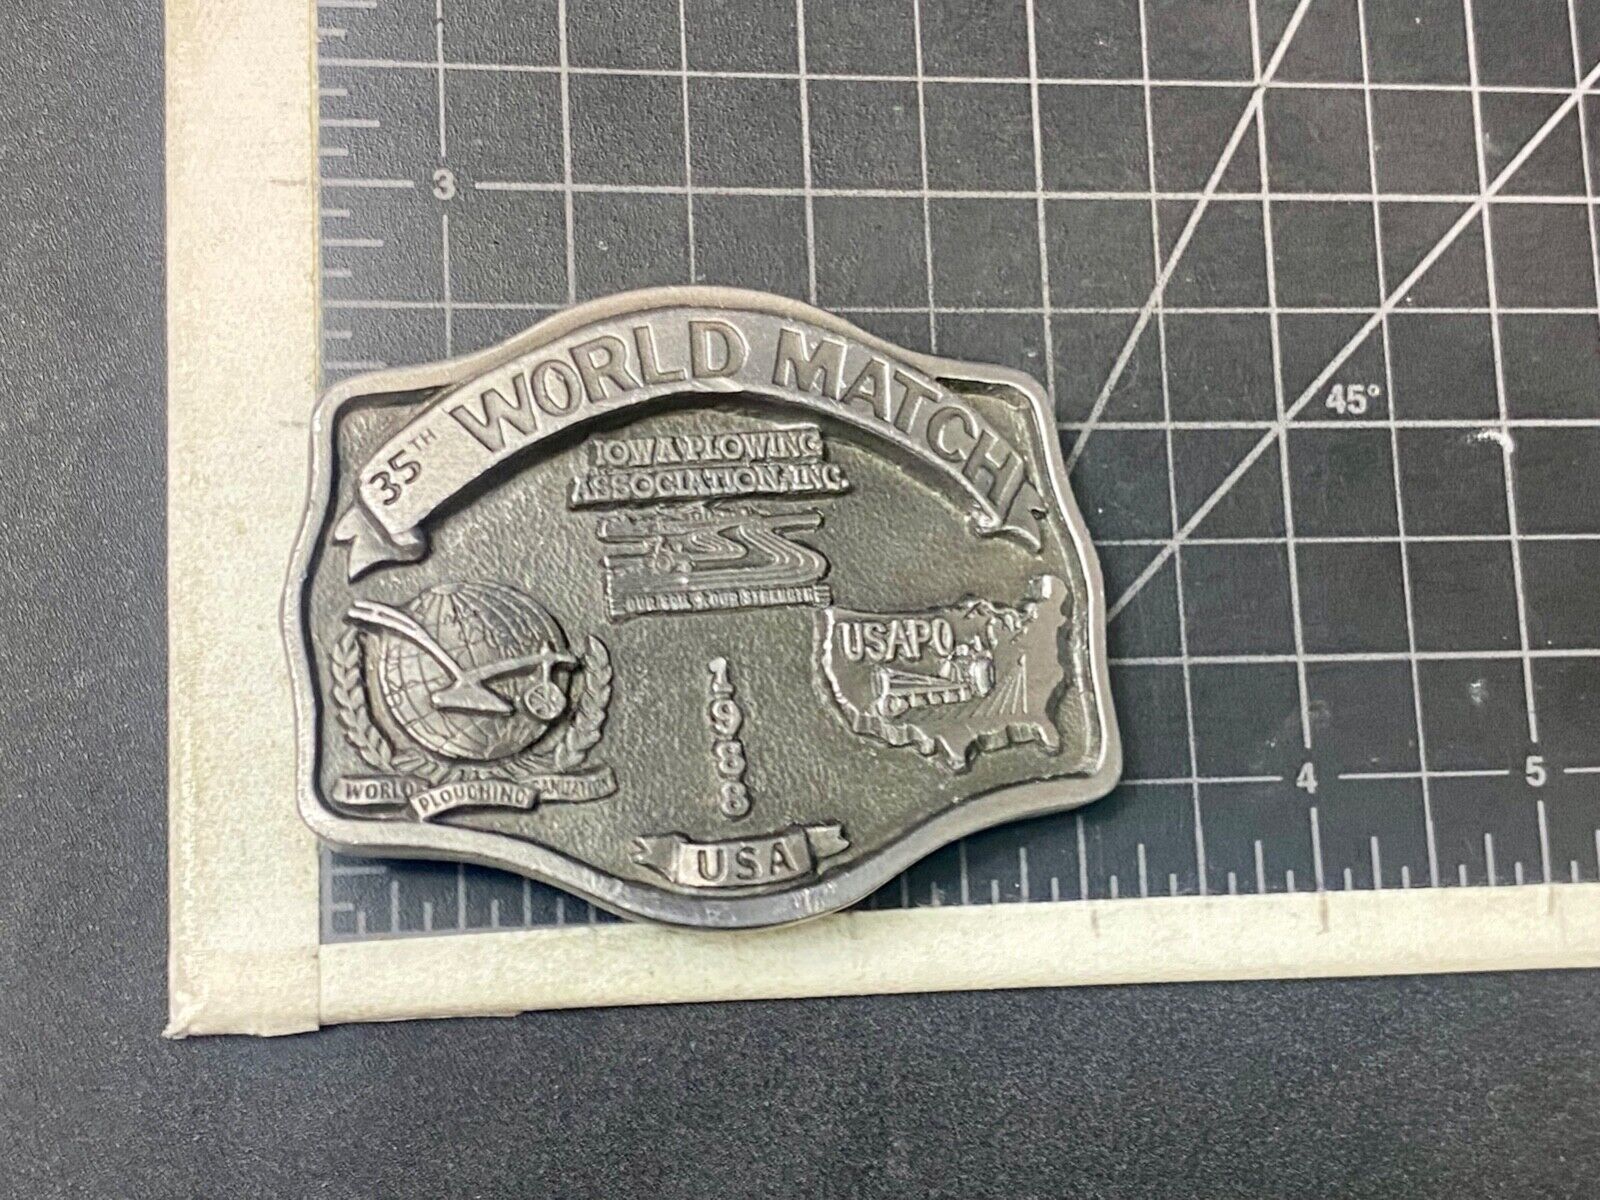 3
45°
35TH WORLD MATCH
IOWA PLOWING
ASSOCIATION, INC.
OUR SOIL OUR STRENGTH
USAPO
1988
WORLD PLOUGHING ORGANIZATION
USA
4
5